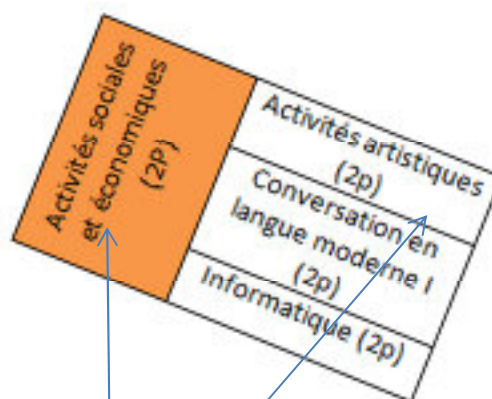 Activités sociales
et économiques
(2P)
Activités artistiques
(2p)
Conversation en
langue moderne I
(2p)
Informatique (2p)